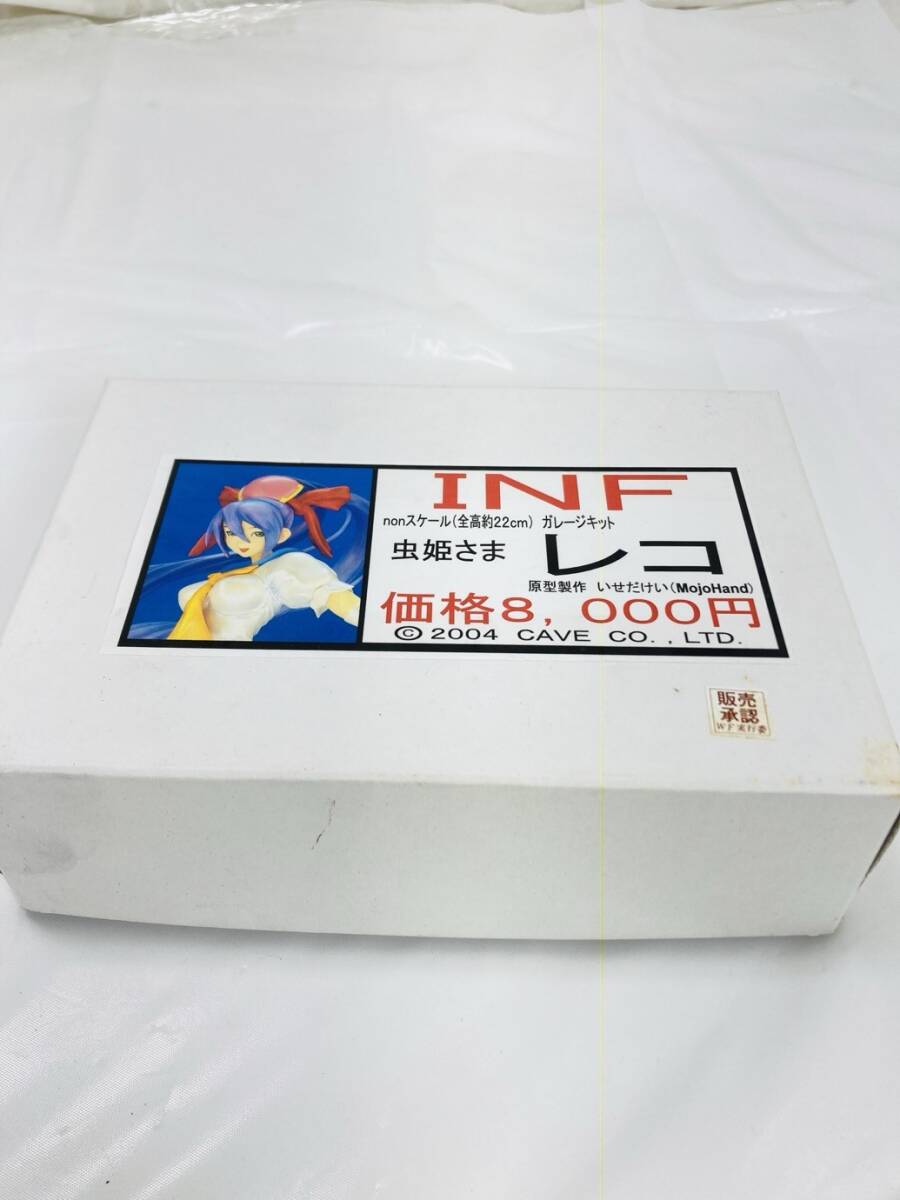 INF
nonスケール(全高約22cm) ガレージキット
虫姫さま レコ
原型製作 いせだけい(MojoHand)
価格8,000円
©2004 CAVE CO.,LTD.
販売
承認
WF実行委